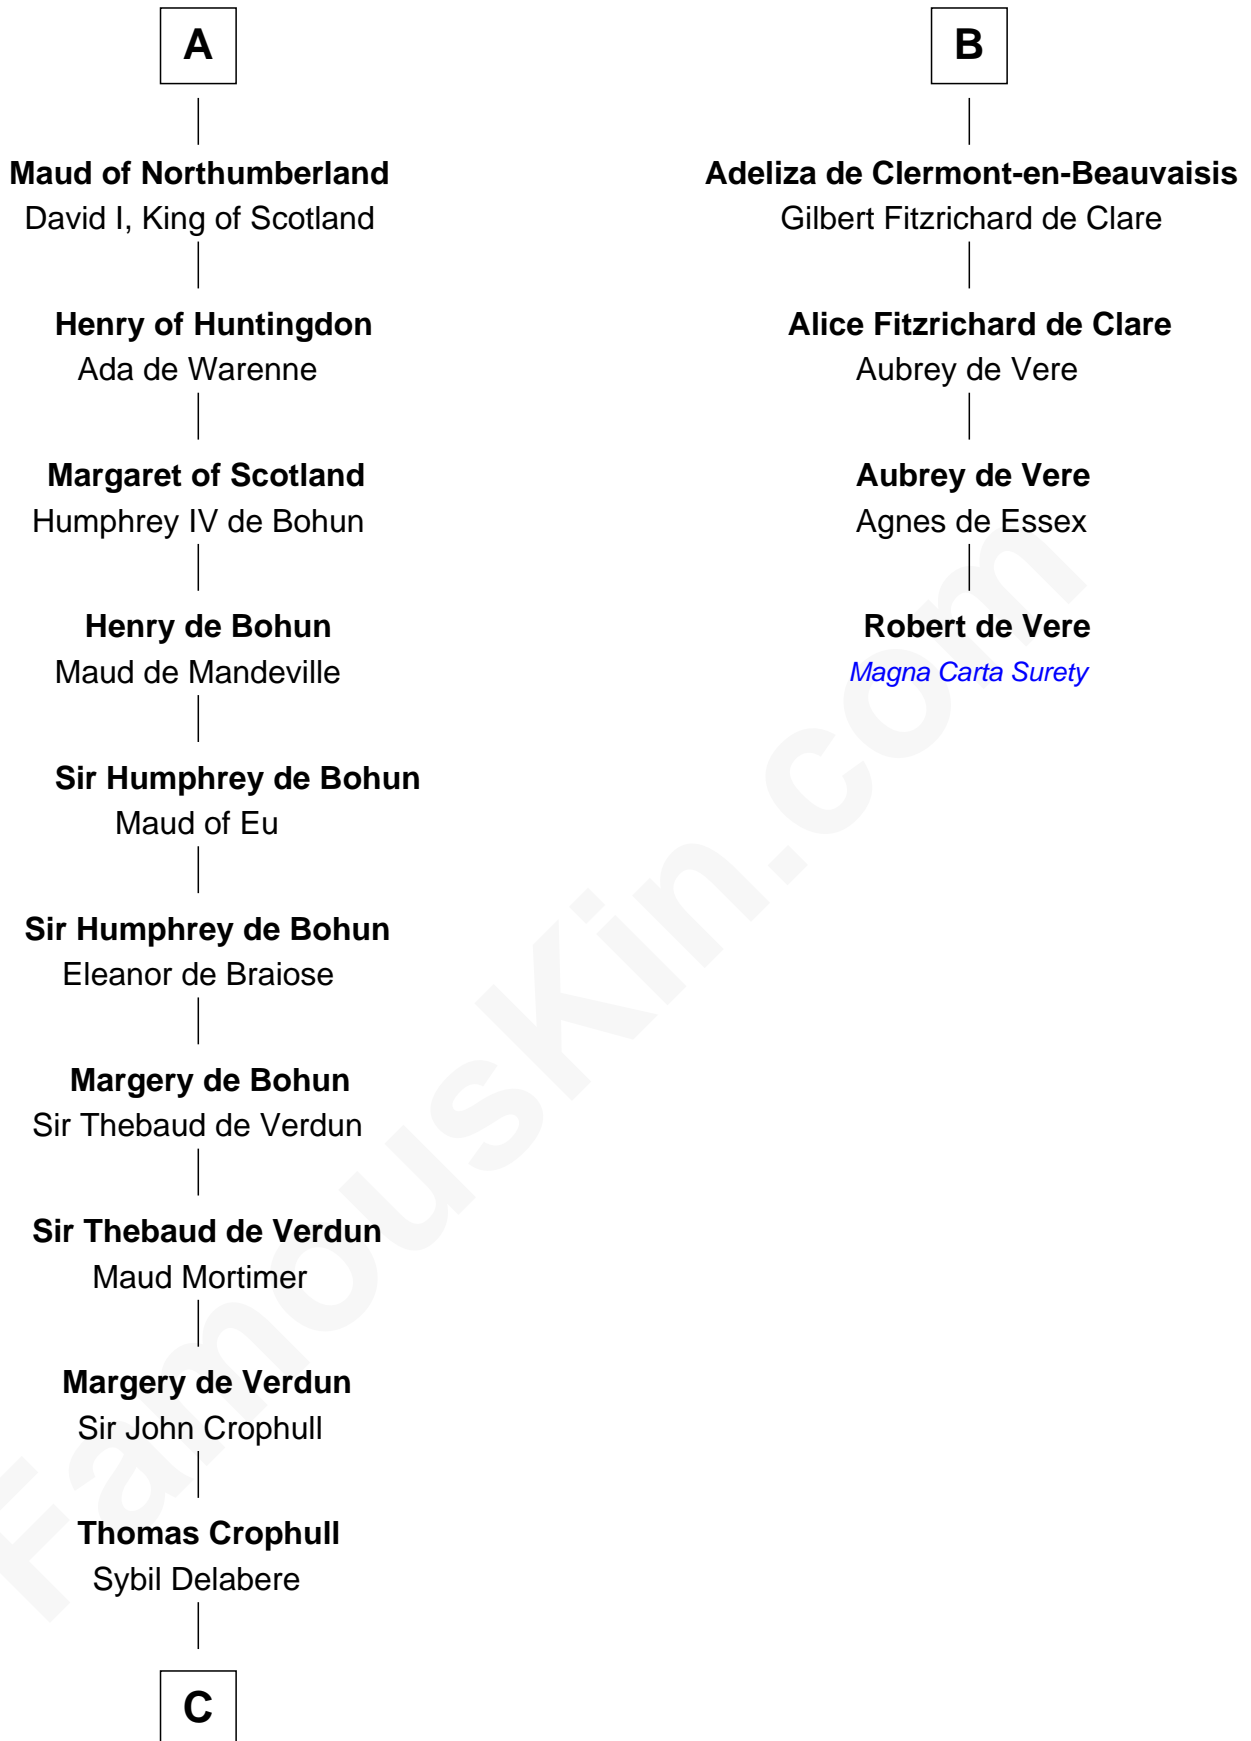 A
Maud of Northumberland
David I, King of Scotland
Henry of Huntingdon
Ada de Warenne
Margaret of Scotland
Humphrey IV de Bohun
Henry de Bohun
Maud de Mandeville
Sir Humphrey de Bohun
Maud of Eu
Sir Humphrey de Bohun
Eleanor de Braiose
Margery de Bohun
Sir Thebaud de Verdun
Sir Thebaud de Verdun
Maud Mortimer
Margery de Verdun
Sir John Crophull
Thomas Crophull
Sybil Delabere
C
B
Adeliza de Clermont-en-Beauvaisis
Gilbert Fitzrichard de Clare
Alice Fitzrichard de Clare
Aubrey de Vere
Aubrey de Vere
Agnes de Essex
Robert de Vere
Magna Carta Surety
FamousKin.com